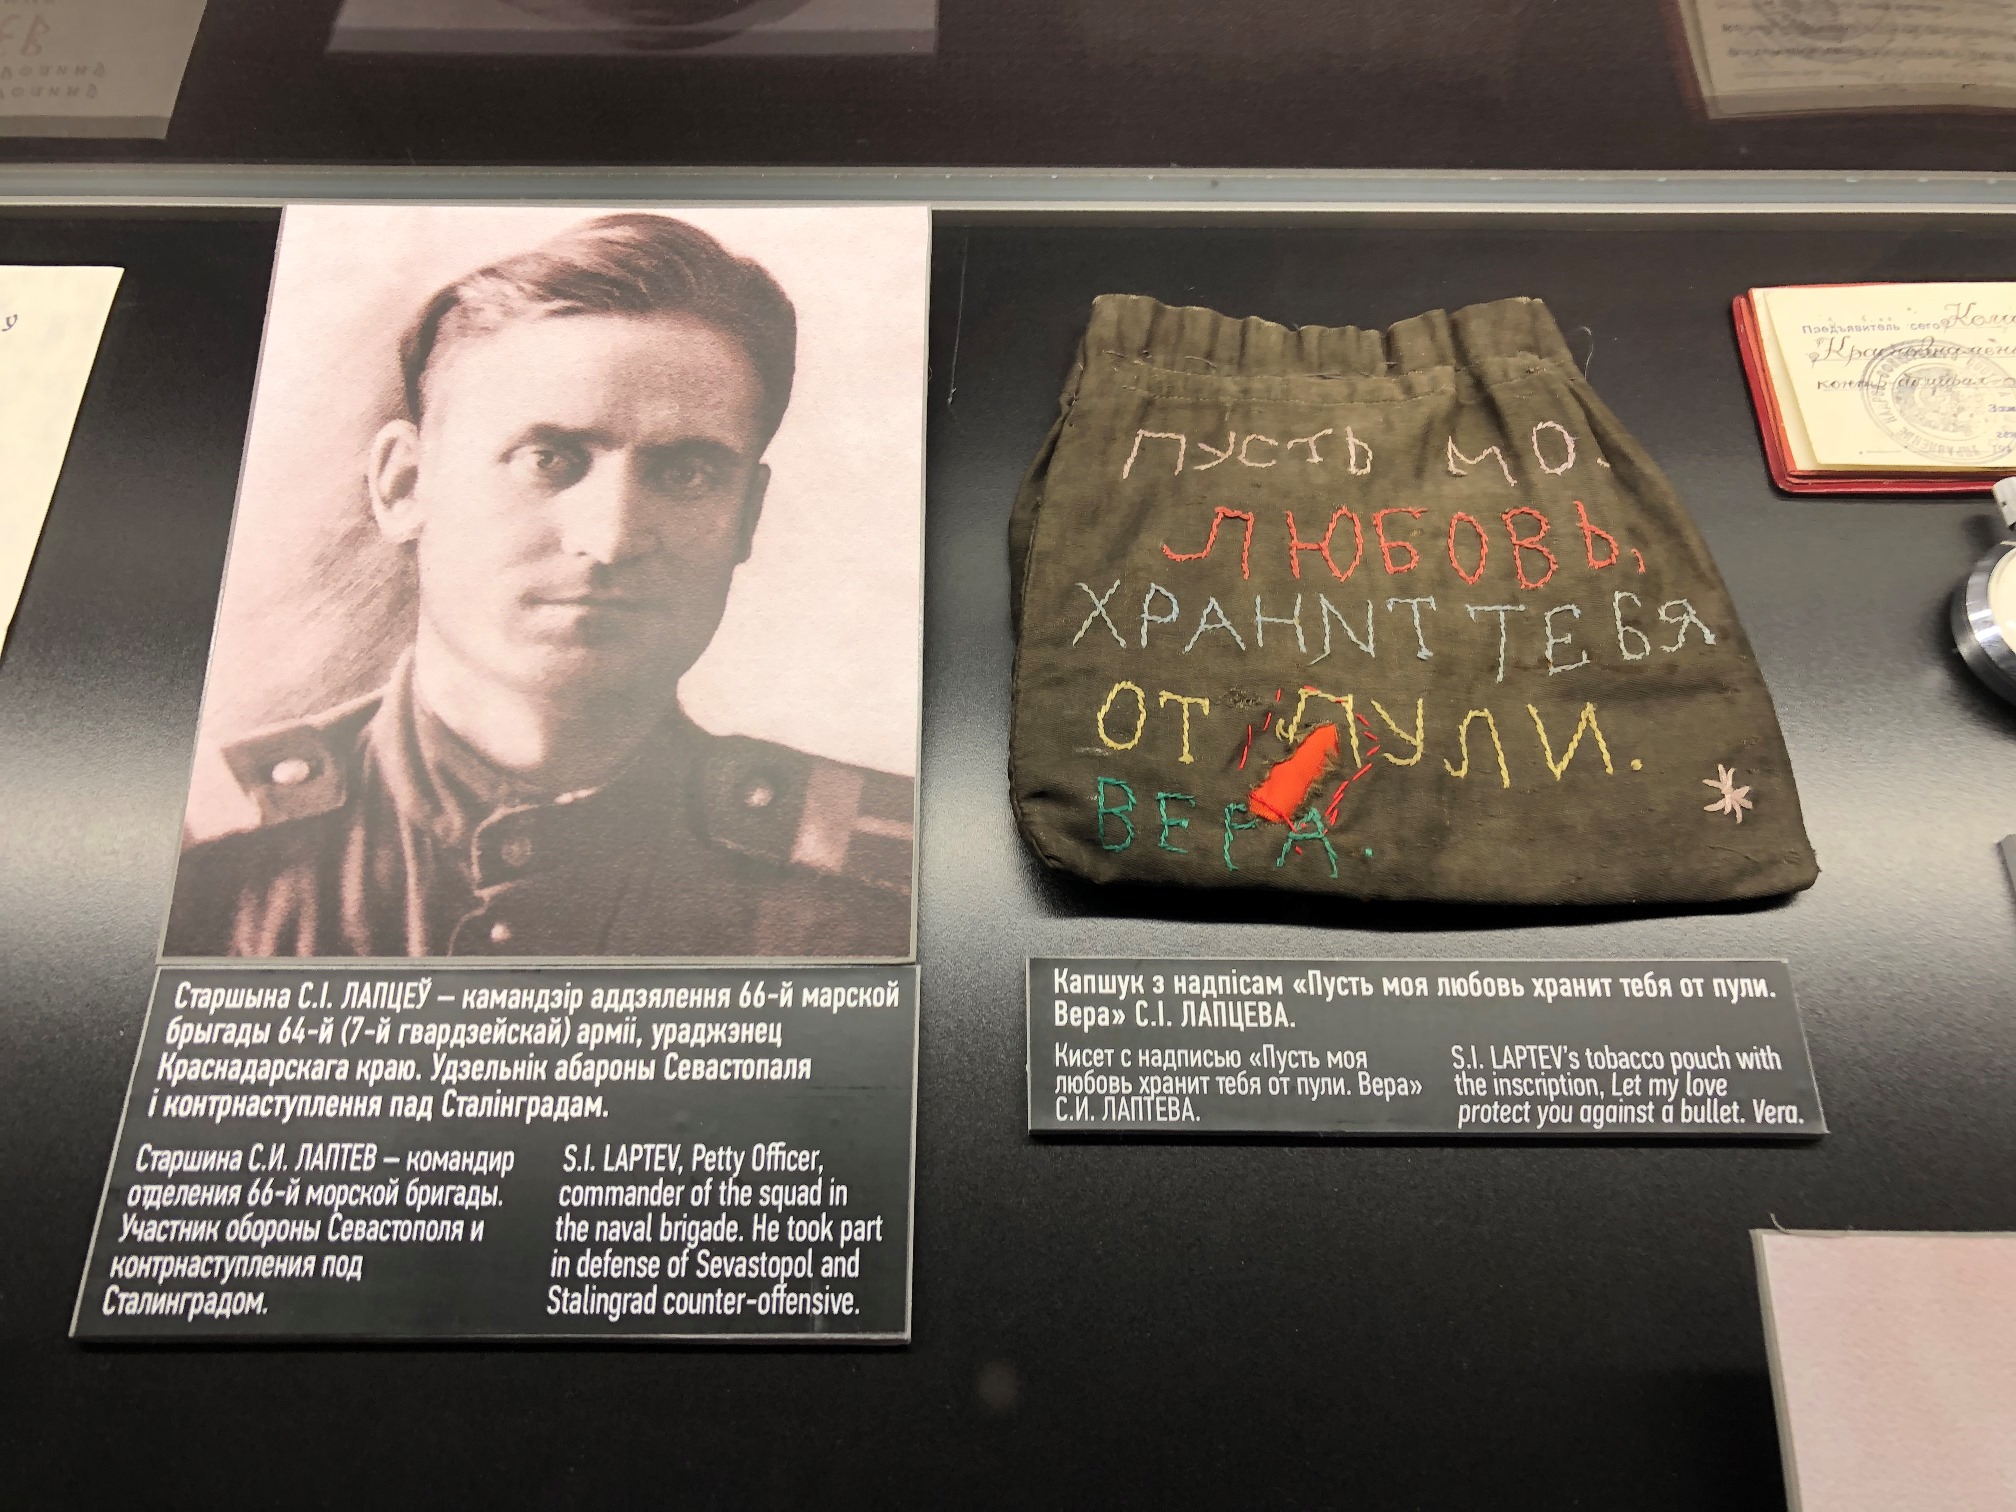 ПУСТЬ МО.
ЛЮБОВЬ,
ХРАНИТ ТЕБЯ
ОТ ПУЛИ.
ВЕРА.
Предъявитель сего
Старшына С.І. ЛАПЦЕЎ – камандзір аддзялення 66-й марской
брыгады 64-й (7-й гвардзейскай) арміі, ураджэнец
Краснадарскага краю. Удзельнік абароны Севастопаля
і контрнаступлення пад Сталінградам.
Старшина С.И. ЛАПТЕВ – командир
отделения 66-й морской бригады.
Участник обороны Севастополя и
контрнаступления под
Сталинградом.
S.I. LAPTEV, Petty Officer,
commander of the squad in
the naval brigade. He took part
in defense of Sevastopol and
Stalingrad counter-offensive.
Капшук з надпісам «Пусть моя любовь хранит тебя от пули.
Вера» С.І. ЛАПЦЕВА.
Кисет с надписью «Пусть моя
любовь хранит тебя от пули. Вера»
С.И. ЛАПТЕВА.
S.I. LAPTEV's tobacco pouch with
the inscription, Let my love
protect you against a bullet. Vera.